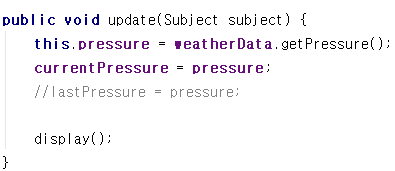 public void update(Subject subject) {
    this.pressure = weatherData.getPressure();
    currentPressure = pressure;
    //lastPressure = pressure;

    display();
}